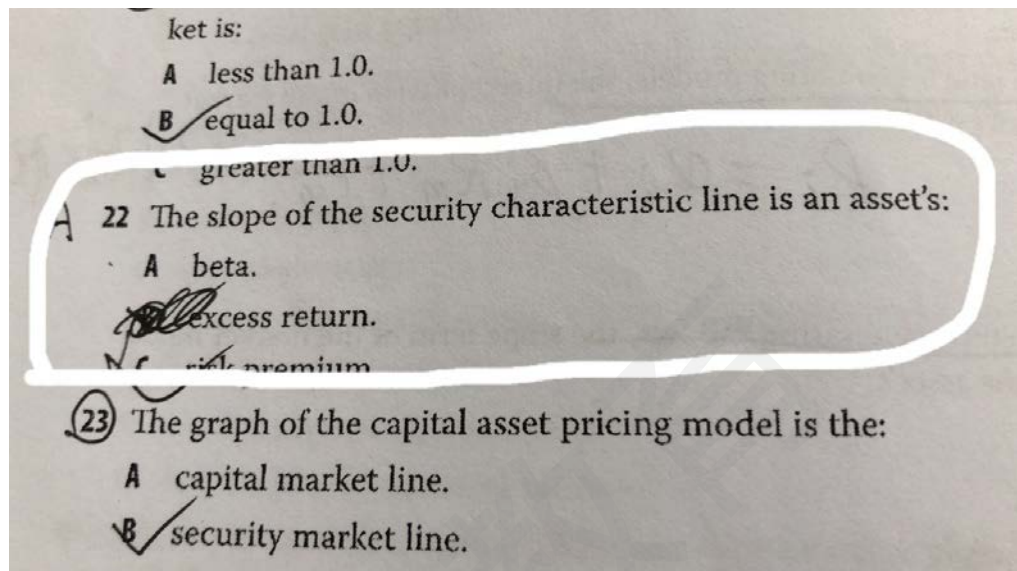 ket is:
A less than 1.0.
B equal to 1.0.
C greater than 1.0.
A 22 The slope of the security characteristic line is an asset's:
A beta.
excess return.
C risk premium
23 The graph of the capital asset pricing model is the:
A capital market line.
B security market line.